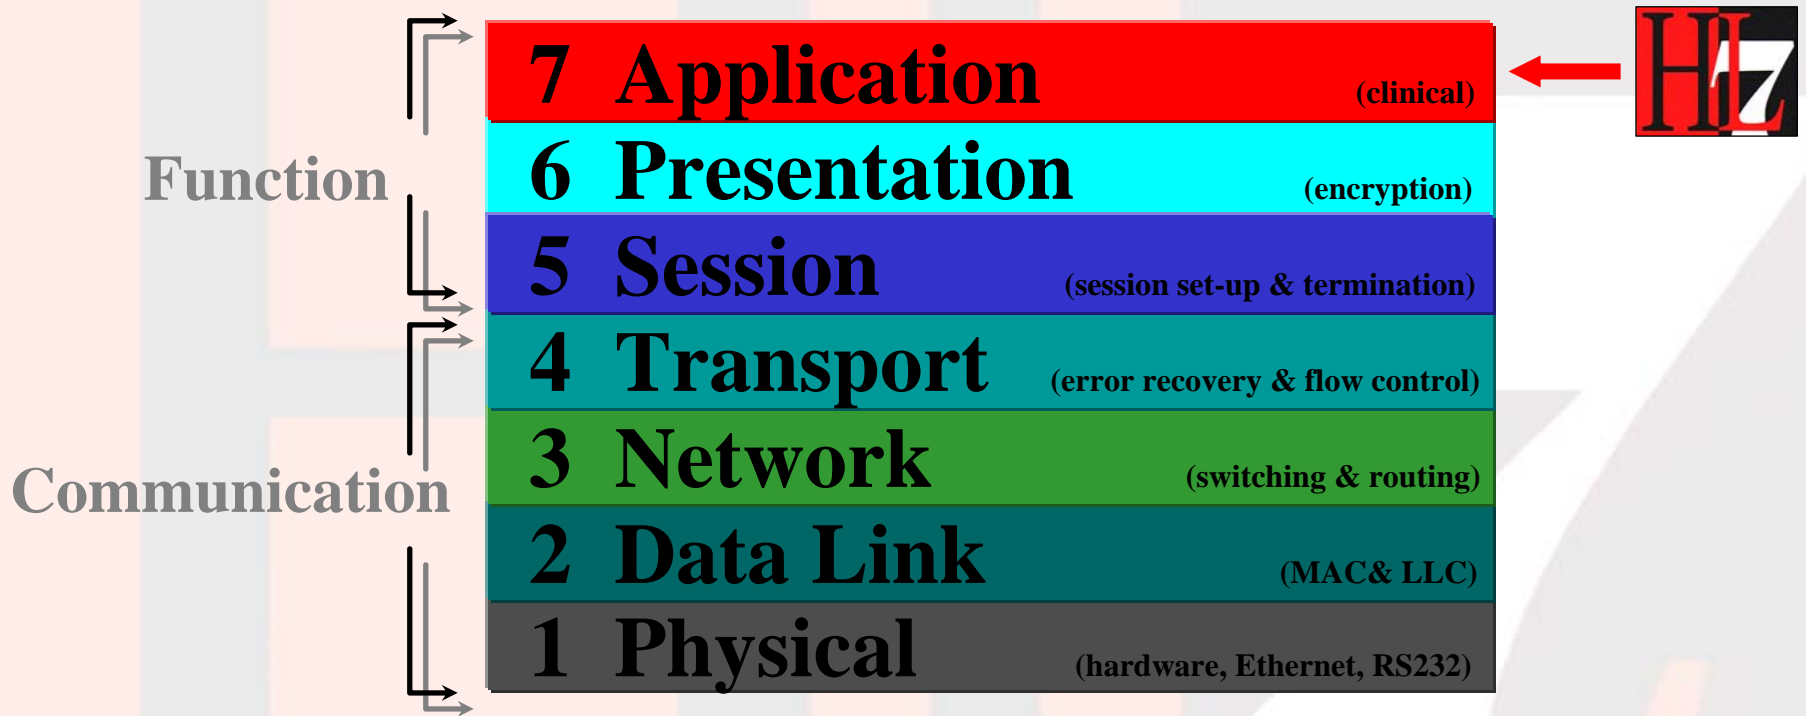 7 Application (clinical)
HL7
6 Presentation (encryption)
Function
5 Session (session set-up & termination)
4 Transport (error recovery & flow control)
3 Network (switching & routing)
Communication
2 Data Link (MAC& LLC)
1 Physical (hardware, Ethernet, RS232)